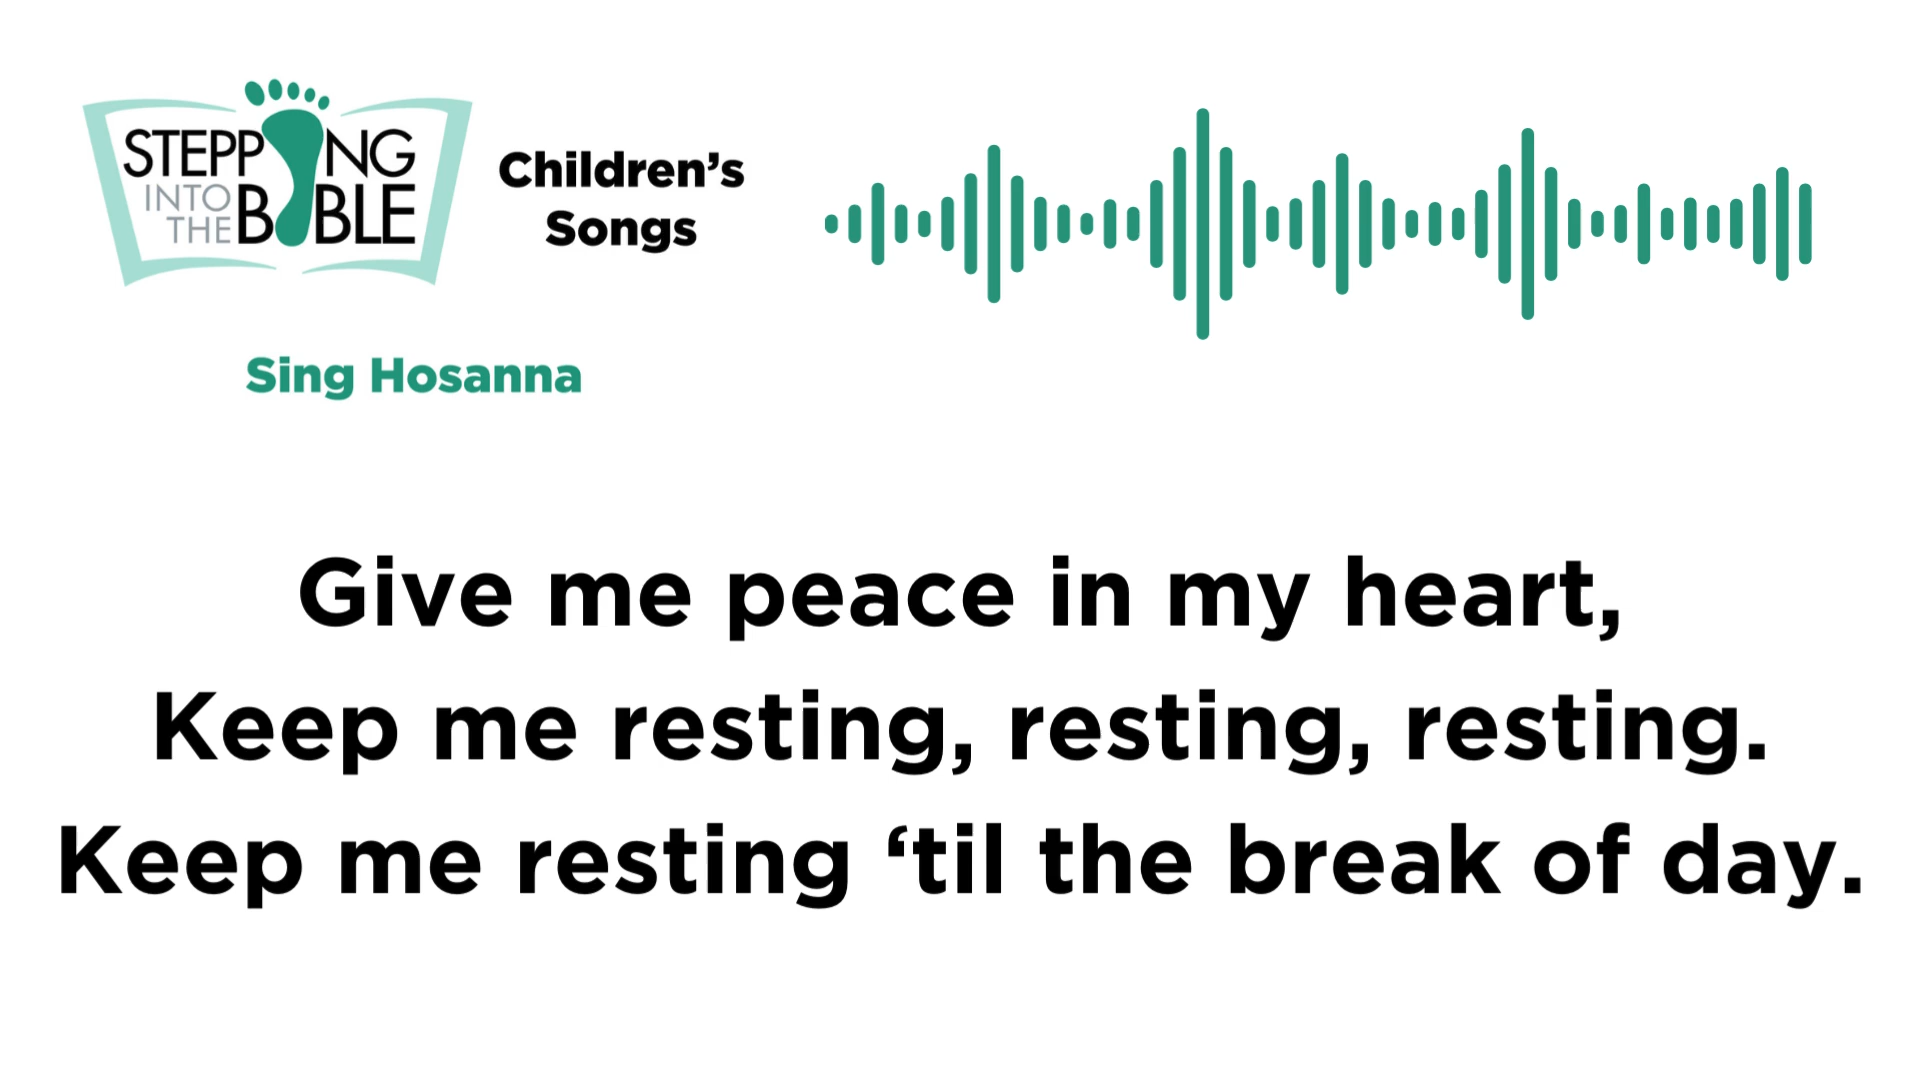 STEPPING
INTO
THE BIBLE
Children’s
Songs
Sing Hosanna
Give me peace in my heart,
Keep me resting, resting, resting.
Keep me resting ‘til the break of day.